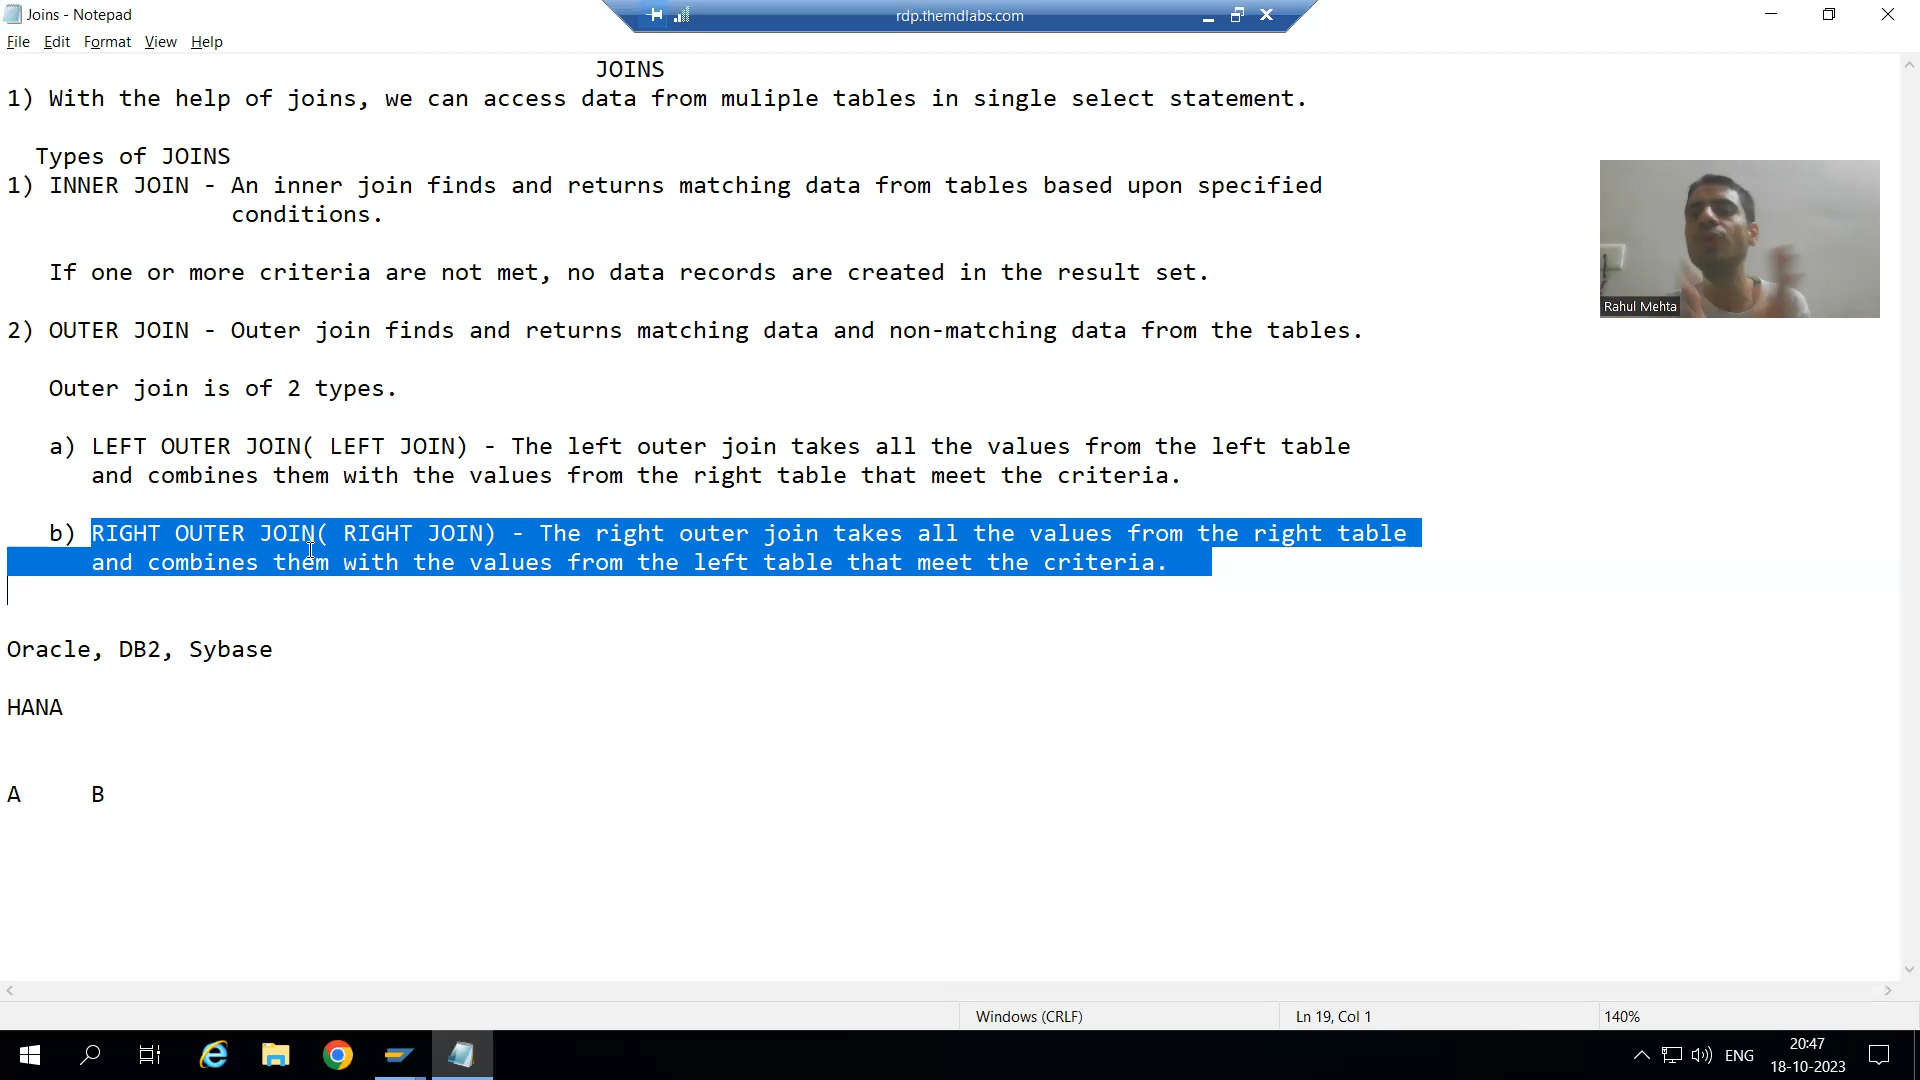 Joins - Notepad
rdp.themdlabs.com
File Edit Format View Help
JOINS
1) With the help of joins, we can access data from muliple tables in single select statement.
Types of JOINS
1) INNER JOIN - An inner join finds and returns matching data from tables based upon specified
conditions.
If one or more criteria are not met, no data records are created in the result set.
2) OUTER JOIN - Outer join finds and returns matching data and non-matching data from the tables.
Outer join is of 2 types.
a) LEFT OUTER JOIN( LEFT JOIN) - The left outer join takes all the values from the left table
and combines them with the values from the right table that meet the criteria.
b) RIGHT OUTER JOIN( RIGHT JOIN) - The right outer join takes all the values from the right table
and combines them with the values from the left table that meet the criteria.
Oracle, DB2, Sybase
HANA
A B
Rahul Mehta
Windows (CRLF) Ln 19, Col 1 140%
ENG
20:47
18-10-2023